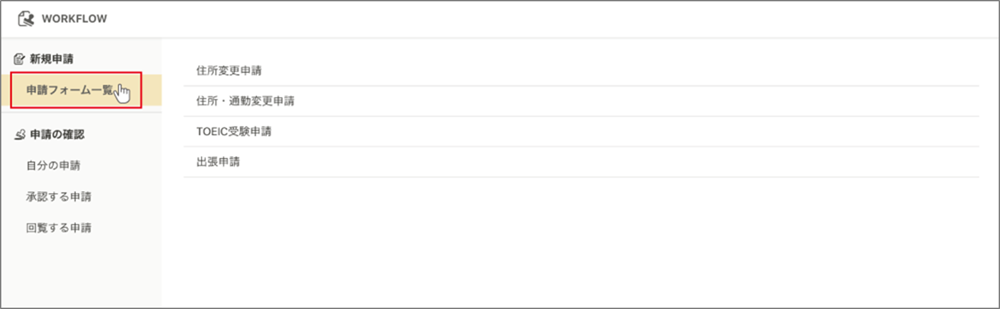 WORKFLOW
新規申請
申請フォーム一覧
申請の確認
自分の申請
承認する申請
回覧する申請
住所変更申請
住所・通勤変更申請
TOEIC受験申請
出張申請